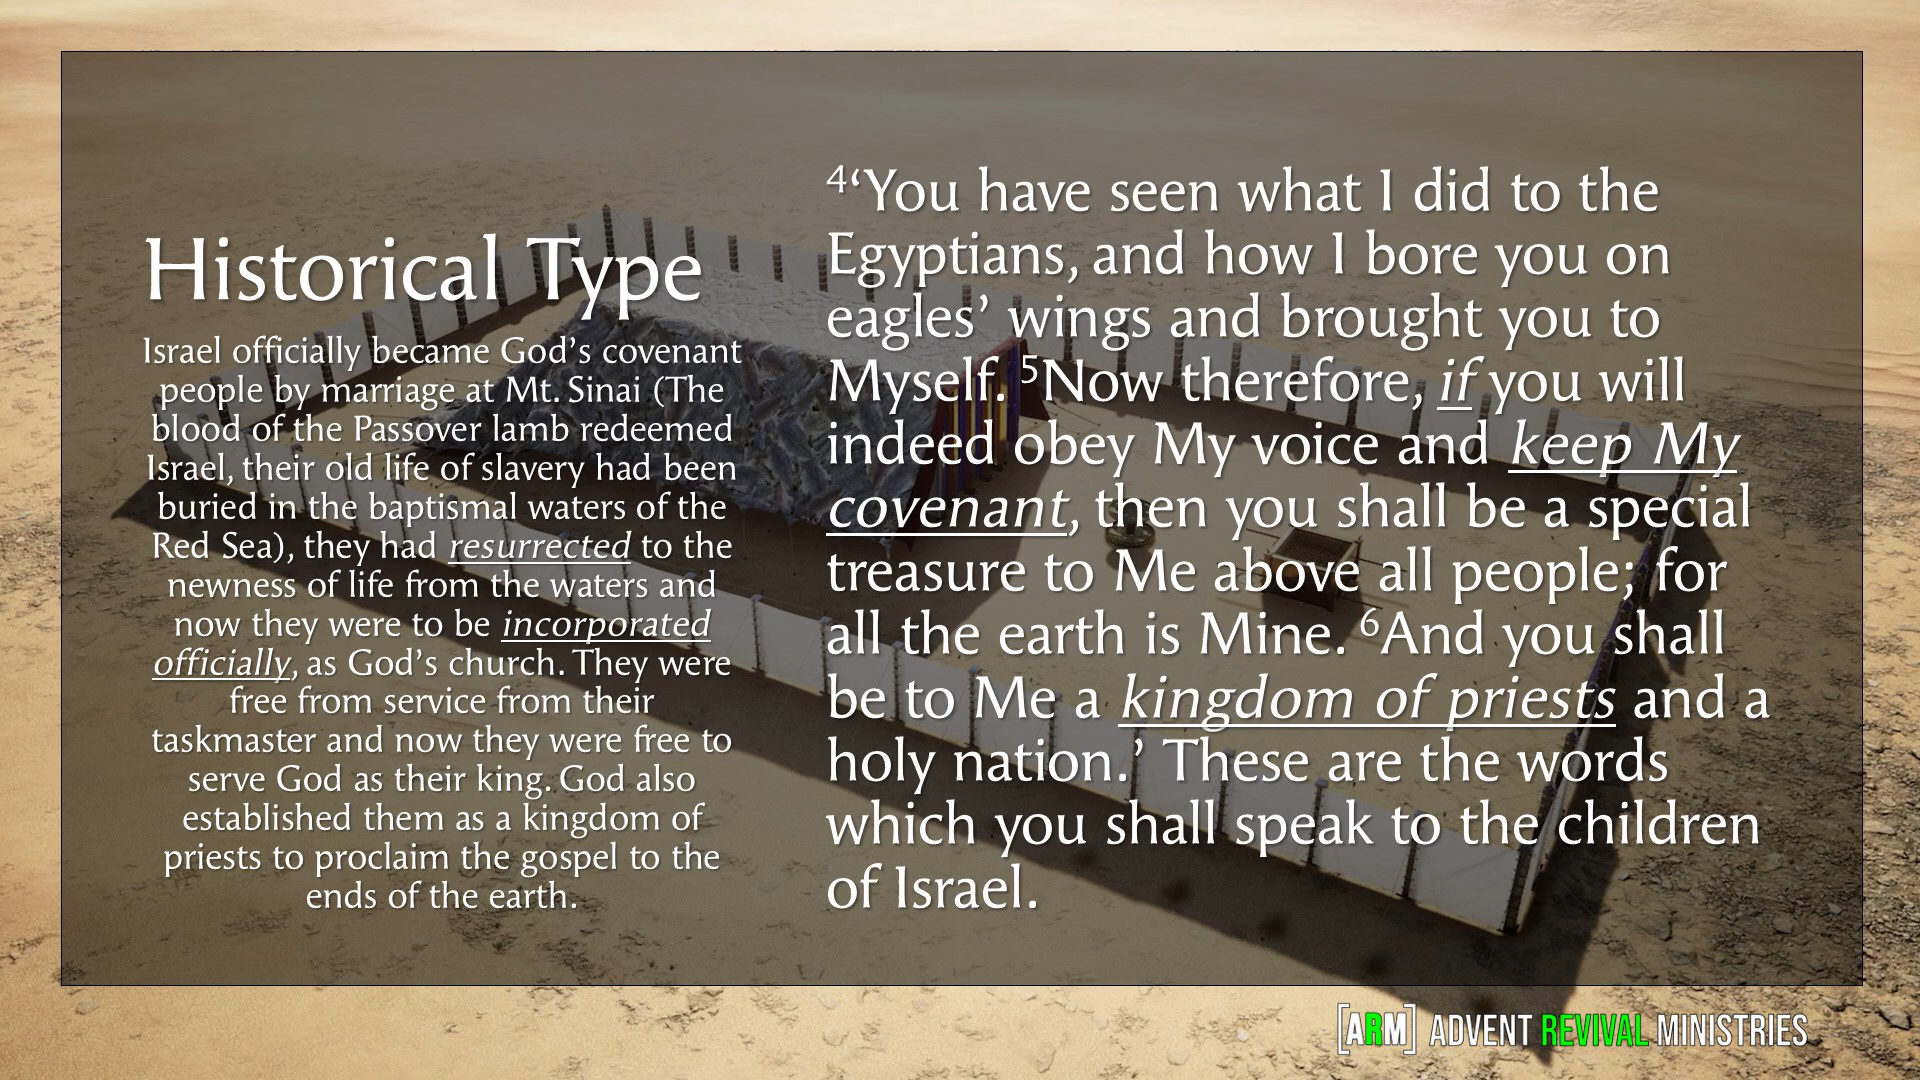 Historical Type
Israel officially became God’s covenant
people by marriage at Mt. Sinai (The
blood of the Passover lamb redeemed
Israel, their old life of slavery had been
buried in the baptismal waters of the
Red Sea), they had resurrected to the
newness of life from the waters and
now they were to be incorporated
officially, as God’s church. They were
free from service from their
taskmaster and now they were free to
serve God as their king. God also
established them as a kingdom of
priests to proclaim the gospel to the
ends of the earth.
4‘You have seen what I did to the
Egyptians, and how I bore you on
eagles’ wings and brought you to
Myself. 5Now therefore, if you will
indeed obey My voice and keep My
covenant, then you shall be a special
treasure to Me above all people; for
all the earth is Mine. 6And you shall
be to Me a kingdom of priests and a
holy nation.’ These are the words
which you shall speak to the children
of Israel.
[ARM] ADVENT REVIVAL MINISTRIES